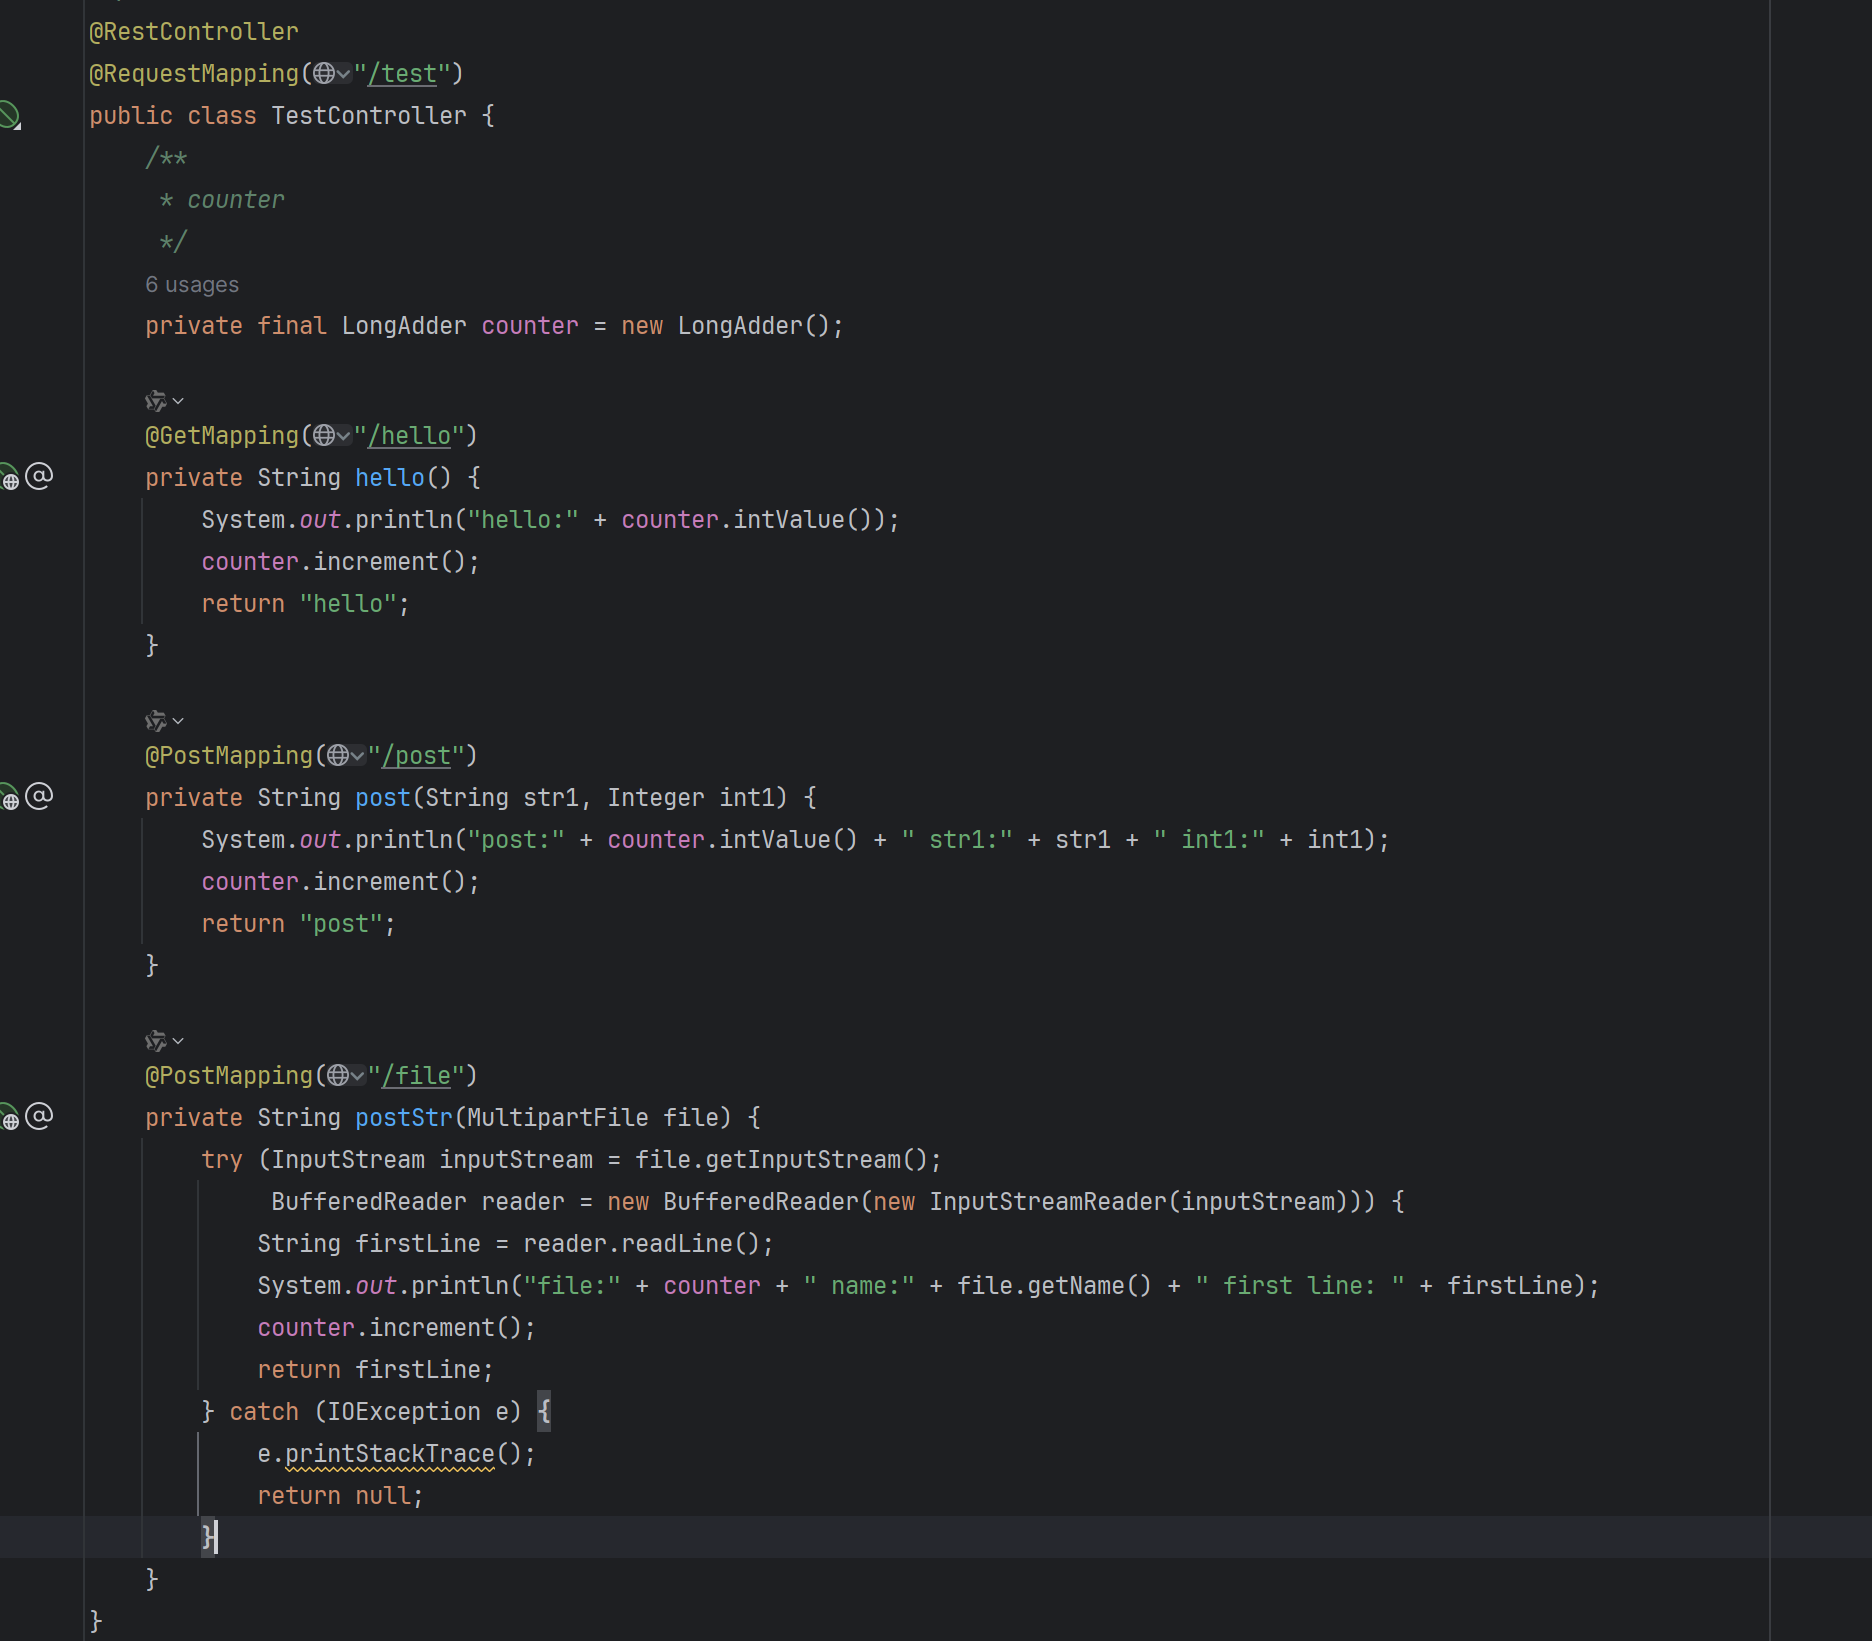 @RestController
@RequestMapping("/test")
public class TestController {
    /**
     * counter
     */
    6 usages
    private final LongAdder counter = new LongAdder();

    @GetMapping("/hello")
    private String hello() {
        System.out.println("hello:" + counter.intValue());
        counter.increment();
        return "hello";
    }

    @PostMapping("/post")
    private String post(String str1, Integer int1) {
        System.out.println("post:" + counter.intValue() + " str1:" + str1 + " int1:" + int1);
        counter.increment();
        return "post";
    }

    @PostMapping("/file")
    private String postStr(MultipartFile file) {
        try (InputStream inputStream = file.getInputStream();
             BufferedReader reader = new BufferedReader(new InputStreamReader(inputStream))) {
            String firstLine = reader.readLine();
            System.out.println("file:" + counter + " name:" + file.getName() + " first line: " + firstLine);
            counter.increment();
            return firstLine;
        } catch (IOException e) {
            e.printStackTrace();
            return null;
        }
    }
}